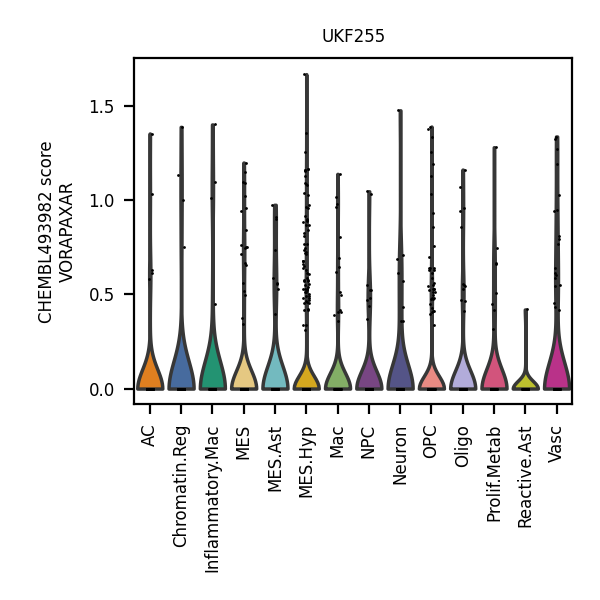 UKF255
CHEMBL493982 score
VORAPAXAR
1.5
1.0
0.5
0.0
AC
Chromatin.Reg
Inflammatory.Mac
MES
MES.Ast
MES.Hyp
Mac
NPC
Neuron
OPC
Oligo
Prolif.Metab
Reactive.Ast
Vasc